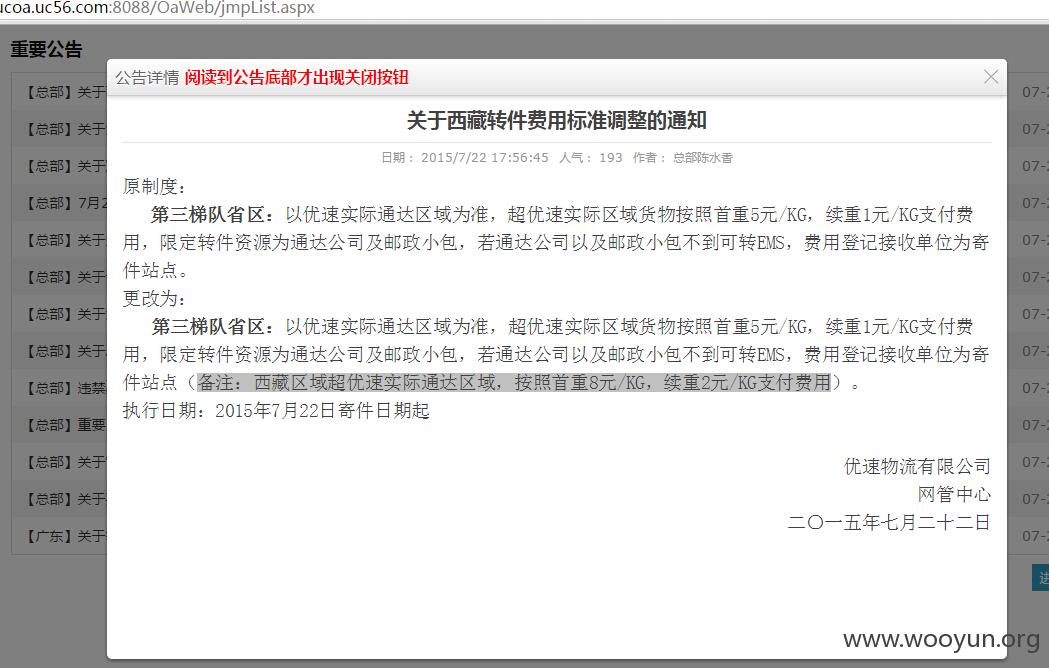 ucoa.uc56.com:8088/OaWeb/jmpList.aspx
重要公告
公告详情 阅读到公告底部才出现关闭按钮
关于西藏转件费用标准调整的通知
日期： 2015/7/22 17:56:45 人气： 193 作者： 总部陈水香
原制度：
第三梯队省区：以优速实际通达区域为准，超优速实际区域货物按照首重5元/KG，续重1元/KG支付费
用，限定转件资源为通达公司及邮政小包，若通达公司以及邮政小包不到可转EMS，费用登记接收单位为寄
件站点。
更改为：
第三梯队省区：以优速实际通达区域为准，超优速实际区域货物按照首重5元/KG，续重1元/KG支付费
用，限定转件资源为通达公司及邮政小包，若通达公司以及邮政小包不到可转EMS，费用登记接收单位为寄
件站点（备注：西藏区域超优速实际通达区域，按照首重8元/KG，续重2元/KG支付费用）。
执行日期：2015年7月22日寄件日期起
优速物流有限公司
网管中心
二〇一五年七月二十二日
【总部】关于
【总部】关于
【总部】关于
【总部】7月2
【总部】关于
【总部】关于
【总部】关于
【总部】关于
【总部】违禁
【总部】重要
【总部】关于
【总部】关于
【广东】关于
07-2
07-2
07-2
07-2
07-2
07-2
07-2
07-2
07-2
07-2
07-2
07-2
07-2
进
www.wooyun.org